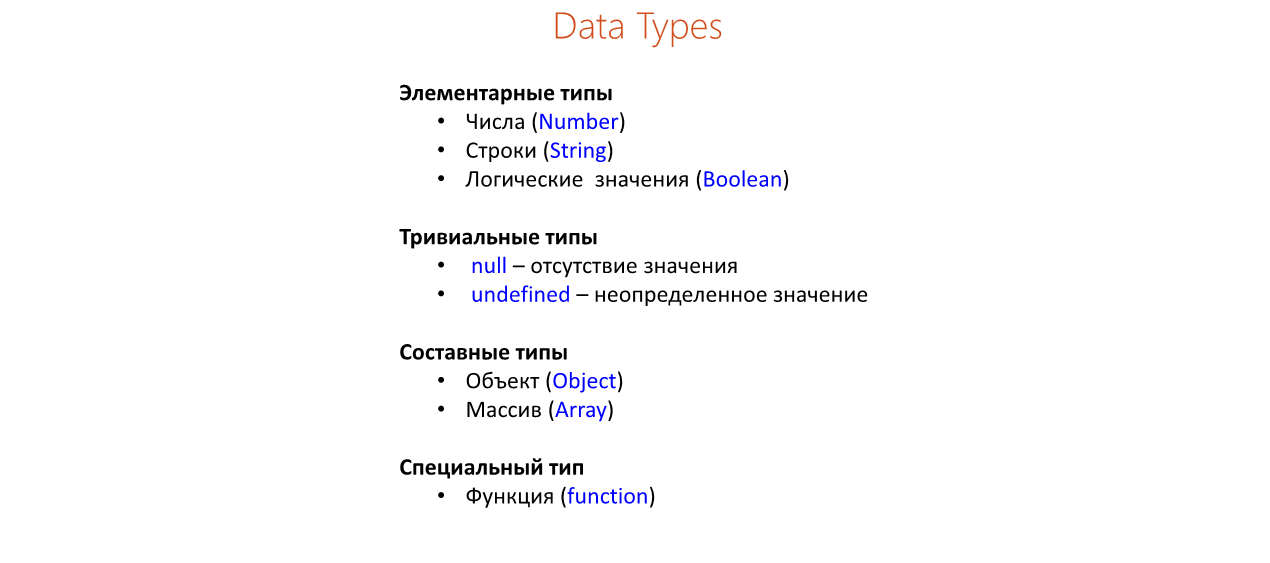 Data Types
Элементарные типы
• Числа (Number)
• Строки (String)
• Логические значения (Boolean)
Тривиальные типы
• null – отсутствие значения
• undefined – неопределенное значение
Составные типы
• Объект (Object)
• Массив (Array)
Специальный тип
• Функция (function)